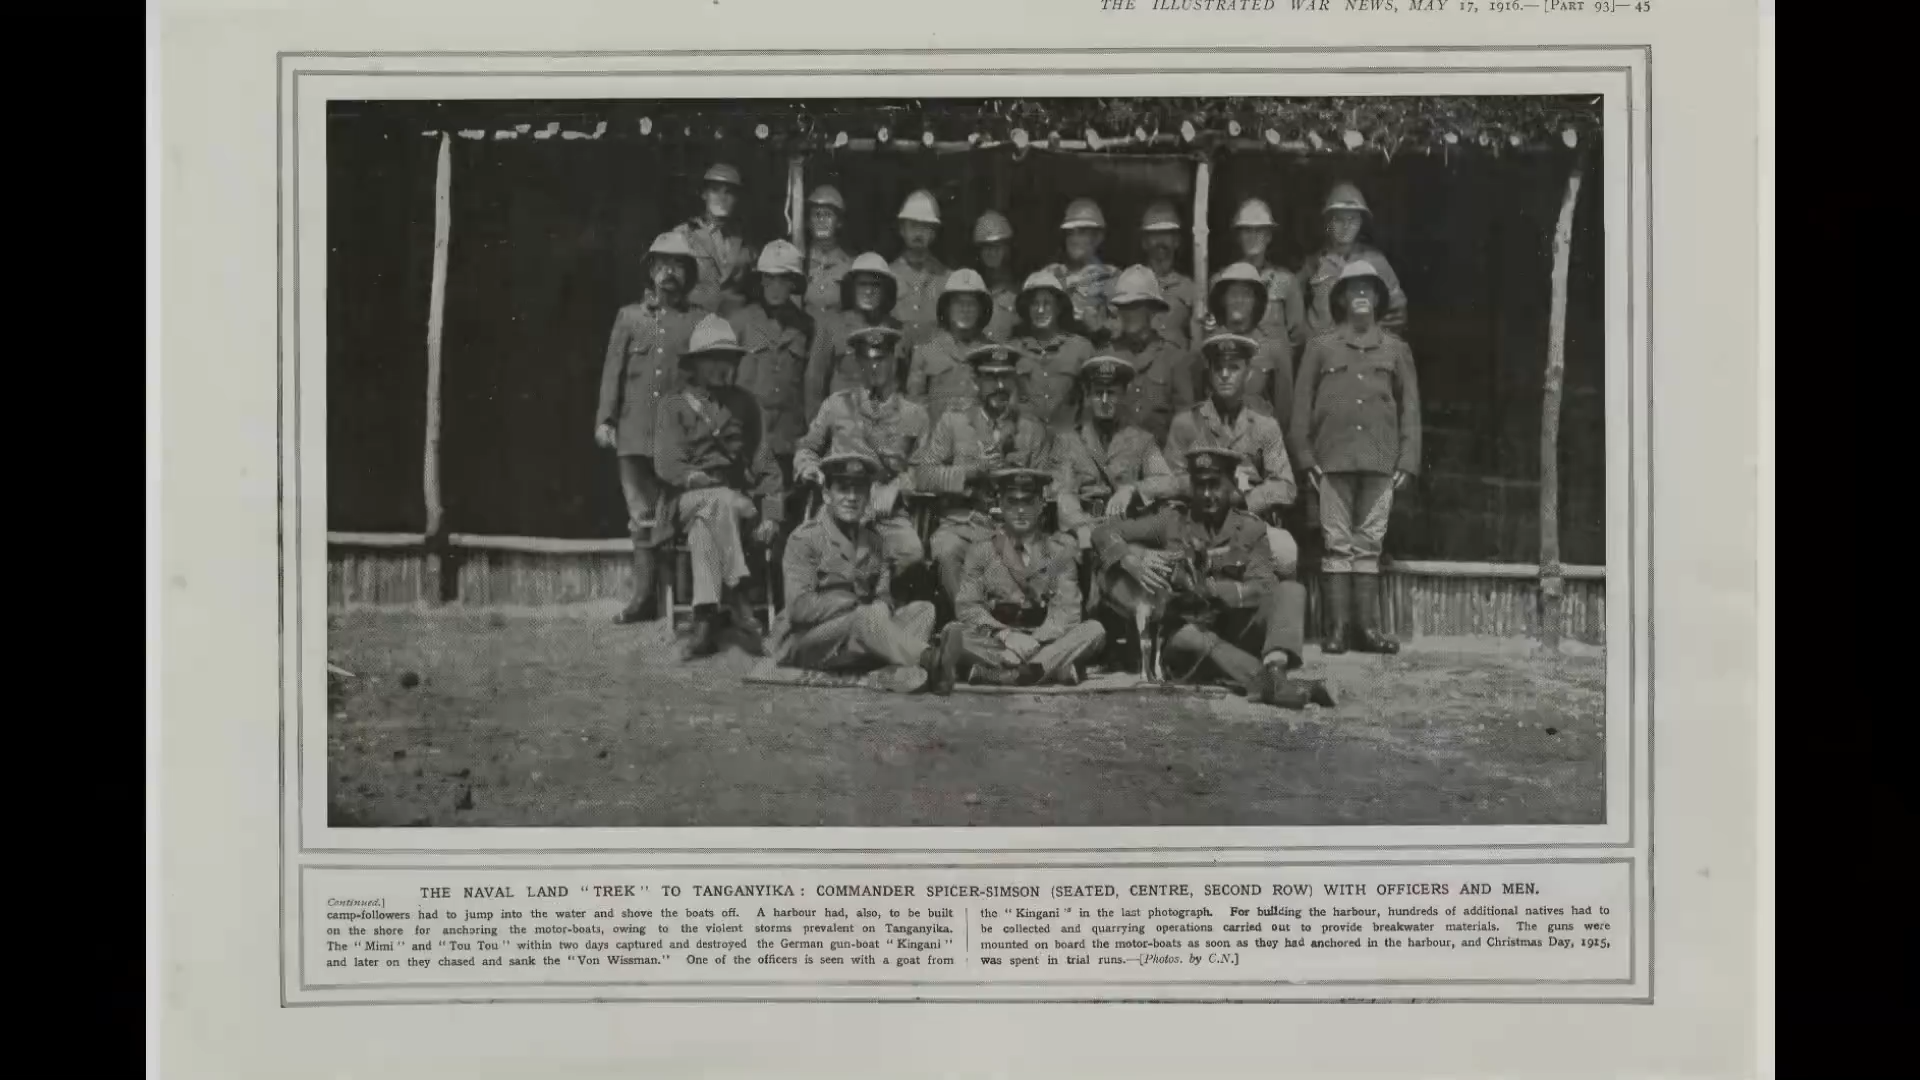 THE ILLUSTRATED WAR NEWS, MAY 17, 1916.—[PART 93]—45
THE NAVAL LAND "TREK" TO TANGANYIKA: COMMANDER SPICER-SIMSON (SEATED, CENTRE, SECOND ROW) WITH OFFICERS AND MEN.
Continued.]
camp-followers had to jump into the water and shove the boats off. A harbour had, also, to be built
on the shore for anchoring the motor-boats, owing to the violent storms prevalent on Tanganyika.
The "Mimi" and "Tou Tou" within two days captured and destroyed the German gun-boat "Kingani"
and later on they chased and sank the "Von Wissman." One of the officers is seen with a goat from
the "Kingani" in the last photograph. For building the harbour, hundreds of additional natives had to
be collected and quarrying operations carried out to provide breakwater materials. The guns were
mounted on board the motor-boats as soon as they had anchored in the harbour, and Christmas Day, 1915,
was spent in trial runs.—[Photos. by C.N.]